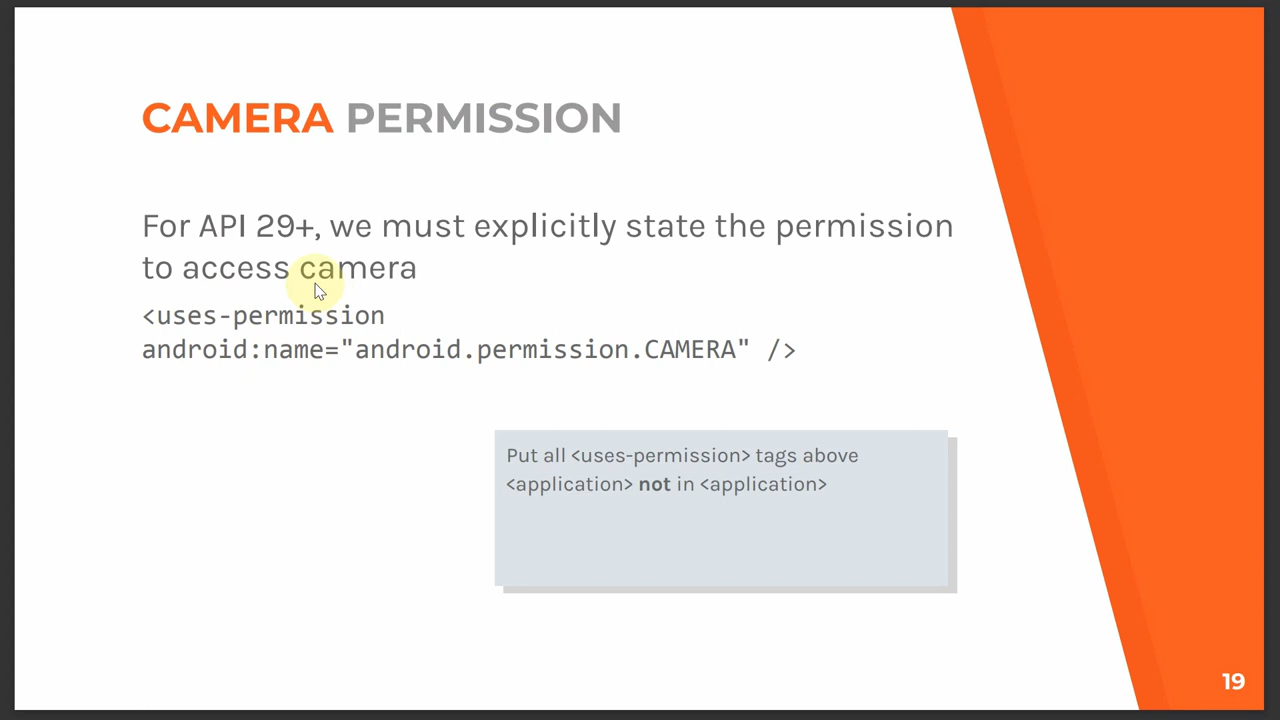 CAMERA PERMISSION
For API 29+, we must explicitly state the permission
to access camera
<uses-permission
android:name="android.permission.CAMERA" />
Put all <uses-permission> tags above
<application> not in <application>
19